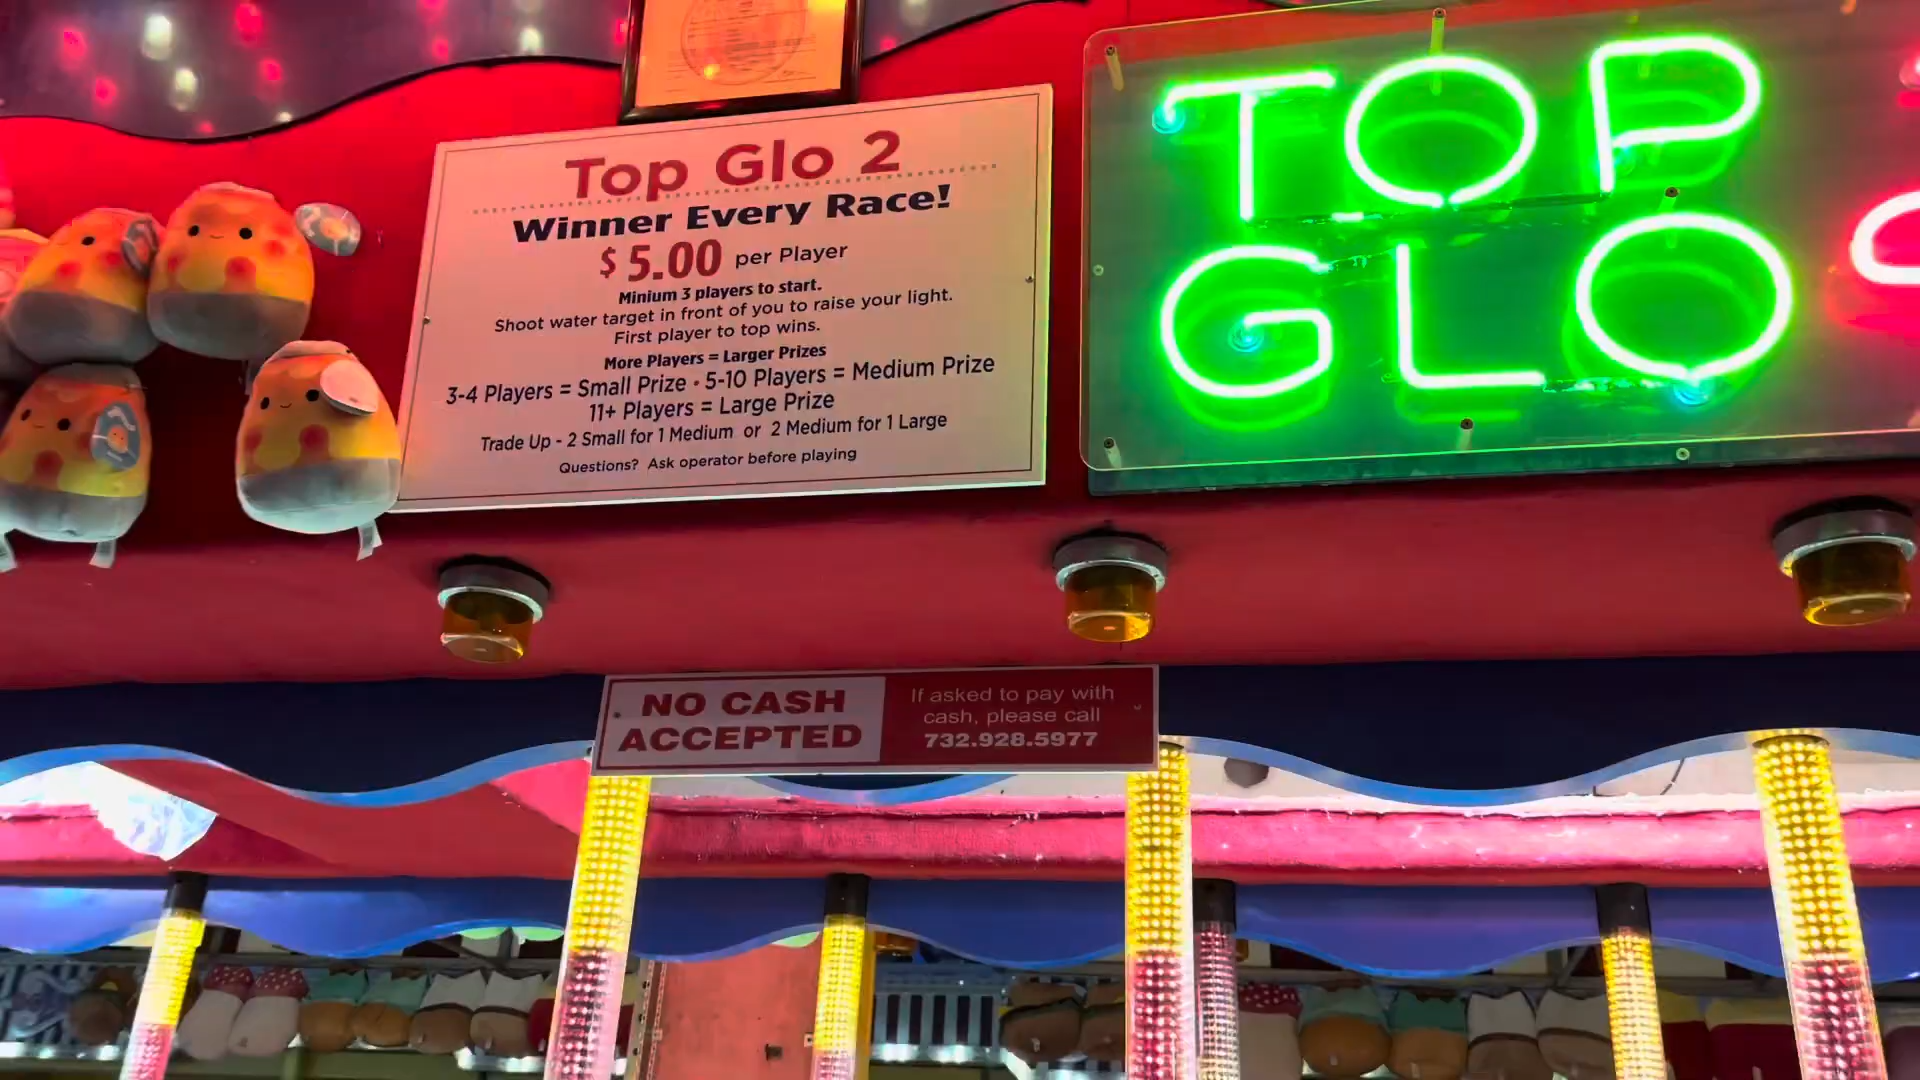 Top Glo 2
Winner Every Race!
$5.00 per Player
Minium 3 players to start.
Shoot water target in front of you to raise your light.
First player to top wins.
More Players = Larger Prizes
3-4 Players = Small Prize • 5-10 Players = Medium Prize
11+ Players = Large Prize
Trade Up - 2 Small for 1 Medium or 2 Medium for 1 Large
Questions? Ask operator before playing
TOP
GLO
NO CASH
ACCEPTED
If asked to pay with
cash, please call
732.928.5977